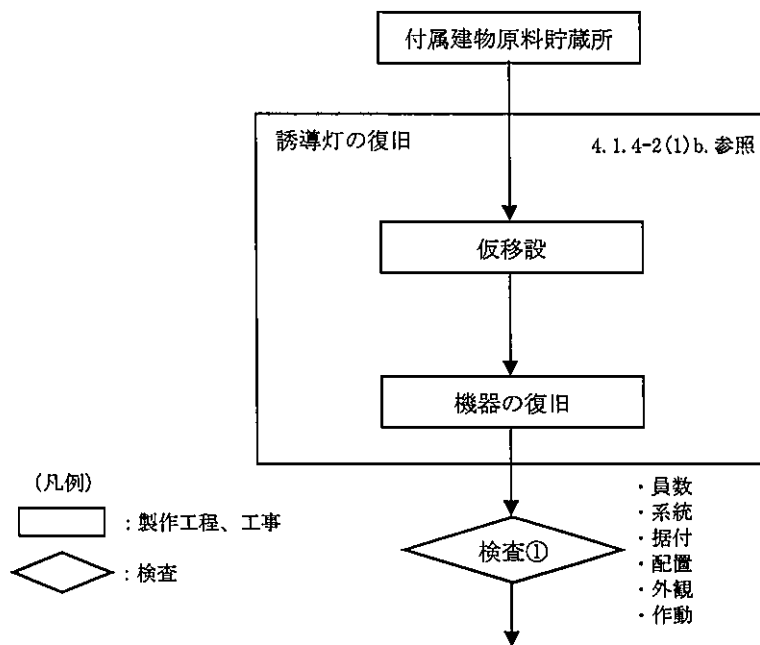 付属建物原料貯蔵所
誘導灯の復旧
4.1.4-2(1)b.参照
仮移設
機器の復旧
(凡例)
：製作工程、工事
：検査
検査①
・員数
・系統
・据付
・配置
・外観
・作動